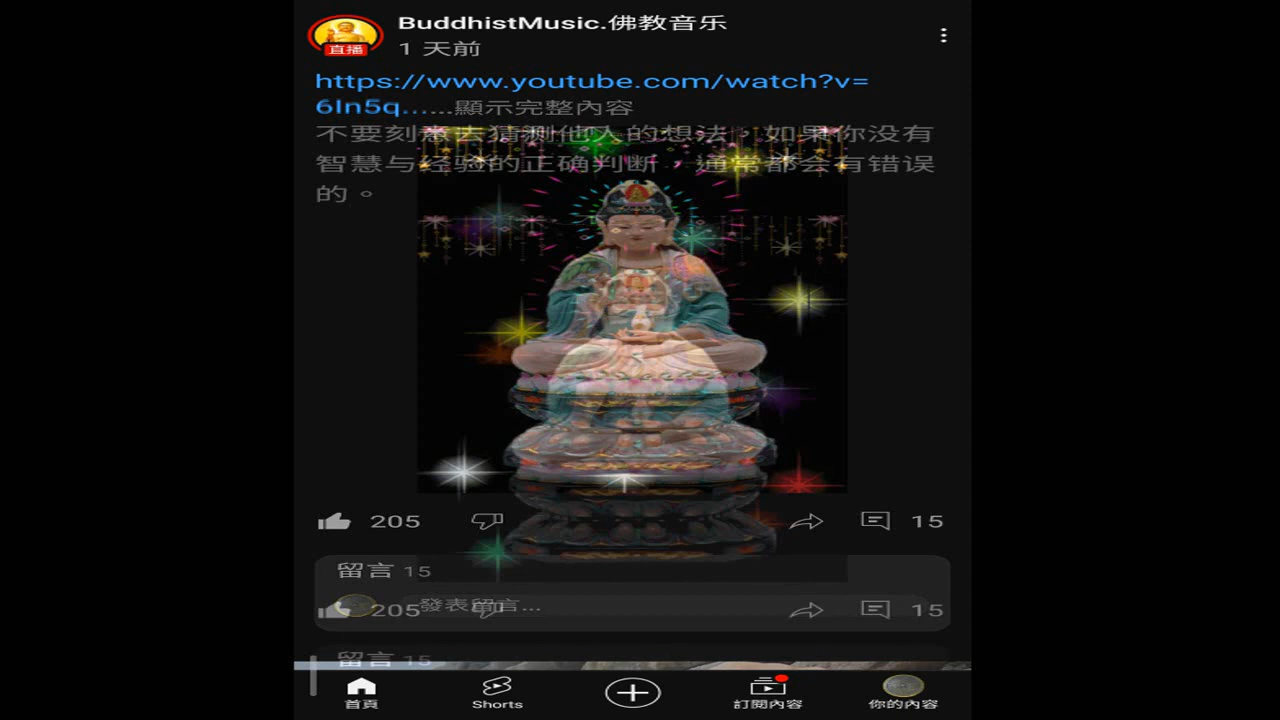 BuddhistMusic.佛教音乐
直播
1 天前
https://www.youtube.com/watch?v=
6In5q......顯示完整內容
不要刻意去猜测他人的想法，如果你没有
智慧与经验的正确判断，通常都会有错误
的。
205
15
留言 15
發表留言...
205
15
留言 15
首頁
Shorts
訂閱內容
你的內容